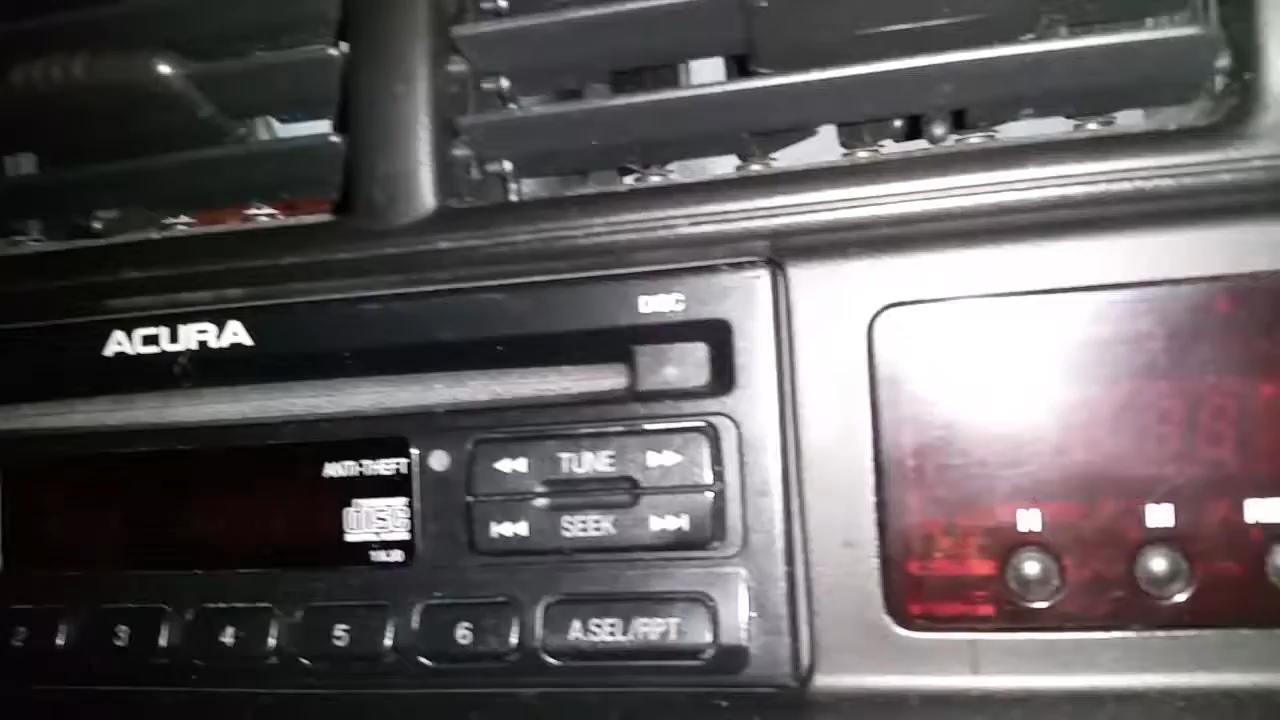 DISC
ACURA
ANTI-THEFT
TUNE
disc
SEEK
H
M
2 3 4 5 6 A.SEL/RPT